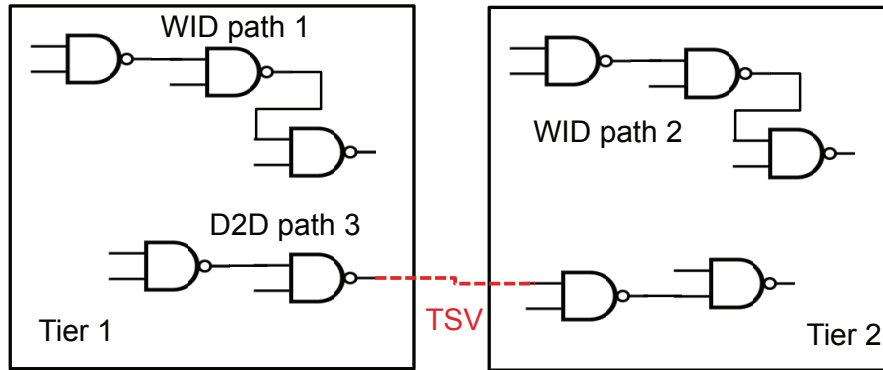 WID path 1
WID path 2
D2D path 3
TSV
Tier 1
Tier 2